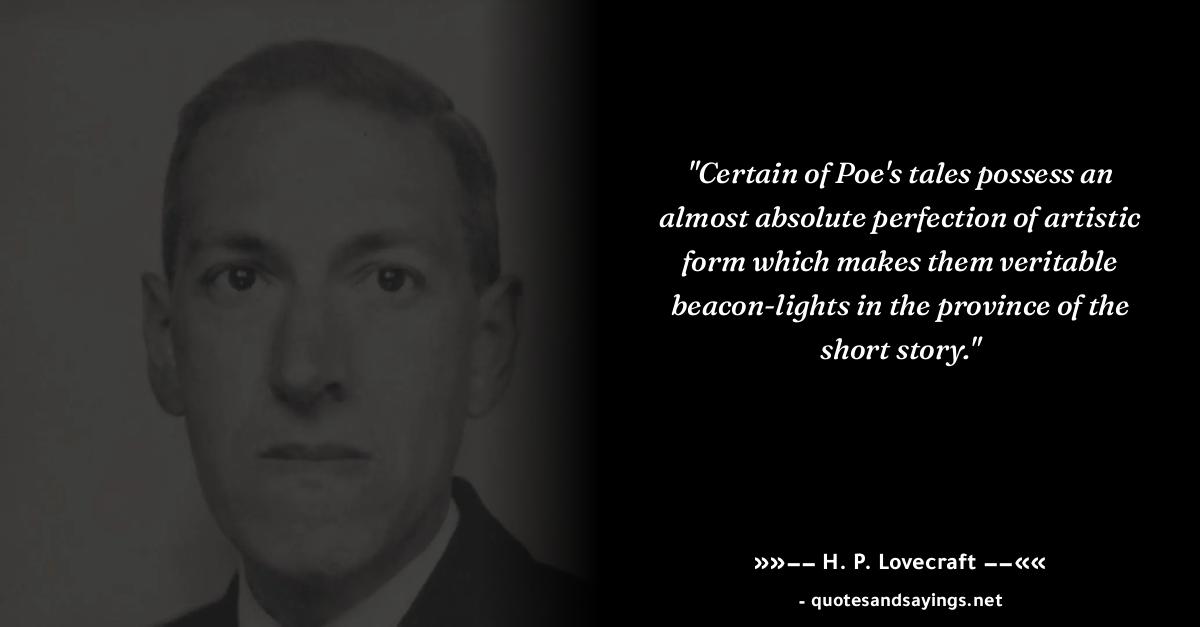 "Certain of Poe's tales possess an
almost absolute perfection of artistic
form which makes them veritable
beacon-lights in the province of the
short story."
»»−− H. P. Lovecraft −−««
- quotesandsayings.net